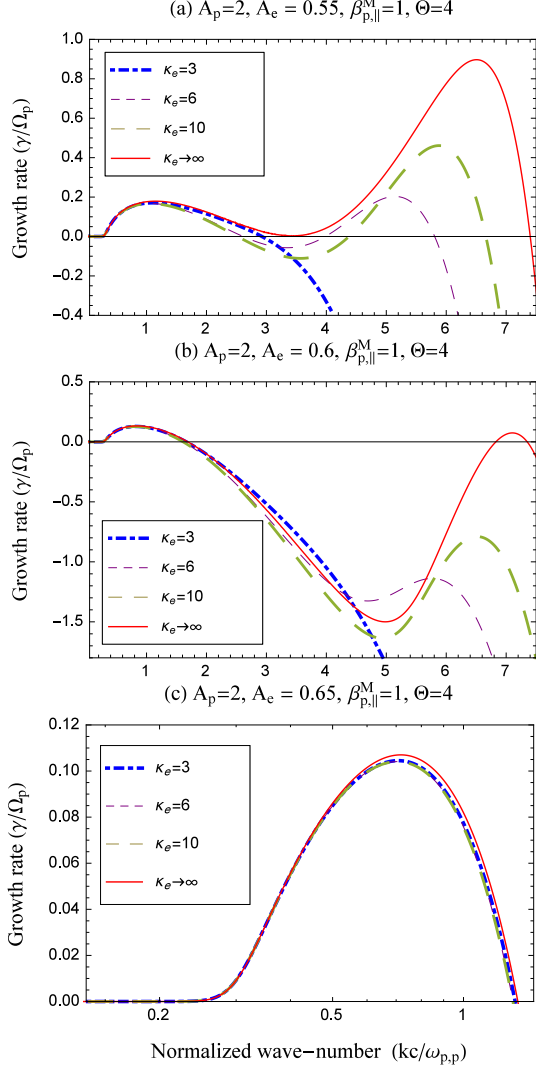 (a) A_p=2, A_e = 0.55, β^M_{p,∥}=1, Θ=4
Growth rate (γ/Ω_p)
1.0
0.8
0.6
0.4
0.2
0.0
−0.2
−0.4
κ_e=3
κ_e=6
κ_e=10
κ_e→∞
1 2 3 4 5 6 7
(b) A_p=2, A_e = 0.6, β^M_{p,∥}=1, Θ=4
Growth rate (γ/Ω_p)
0.5
0.0
−0.5
−1.0
−1.5
κ_e=3
κ_e=6
κ_e=10
κ_e→∞
1 2 3 4 5 6 7
(c) A_p=2, A_e = 0.65, β^M_{p,∥}=1, Θ=4
Growth rate (γ/Ω_p)
0.12
0.10
0.08
0.06
0.04
0.02
0.00
κ_e=3
κ_e=6
κ_e=10
κ_e→∞
0.2 0.5 1
Normalized wave−number (kc/ω_{p,p})